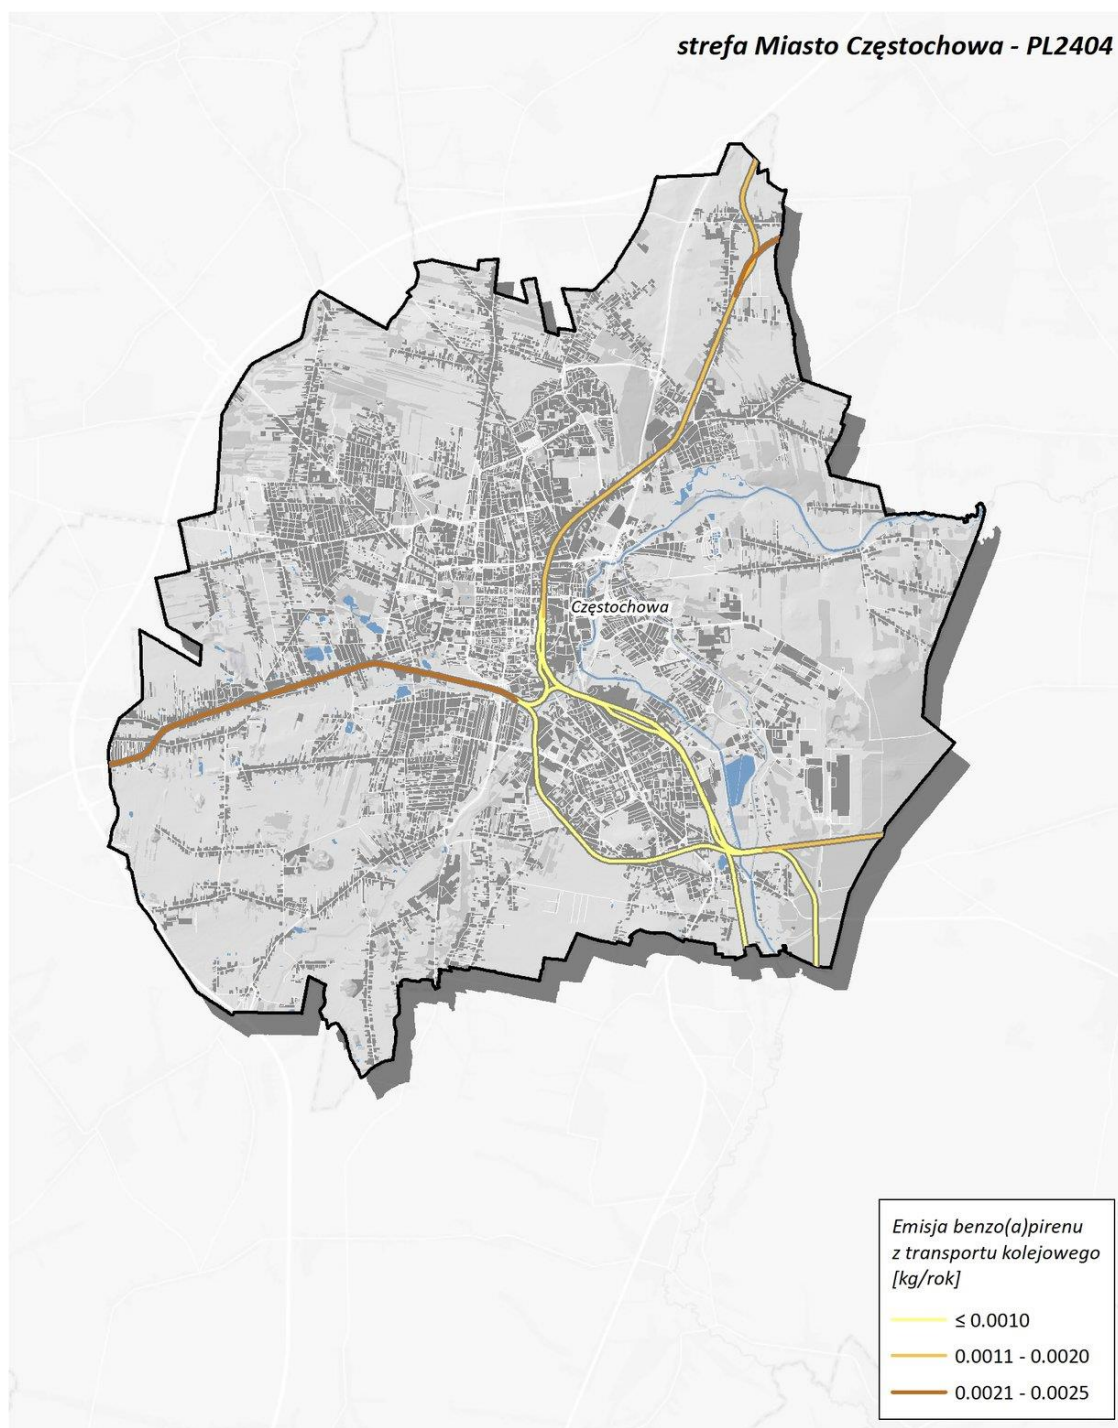 strefa Miasto Częstochowa - PL2404
Częstochowa
Emisja benzo(a)pirenu
z transportu kolejowego
[kg/rok]
≤ 0.0010
0.0011 - 0.0020
0.0021 - 0.0025